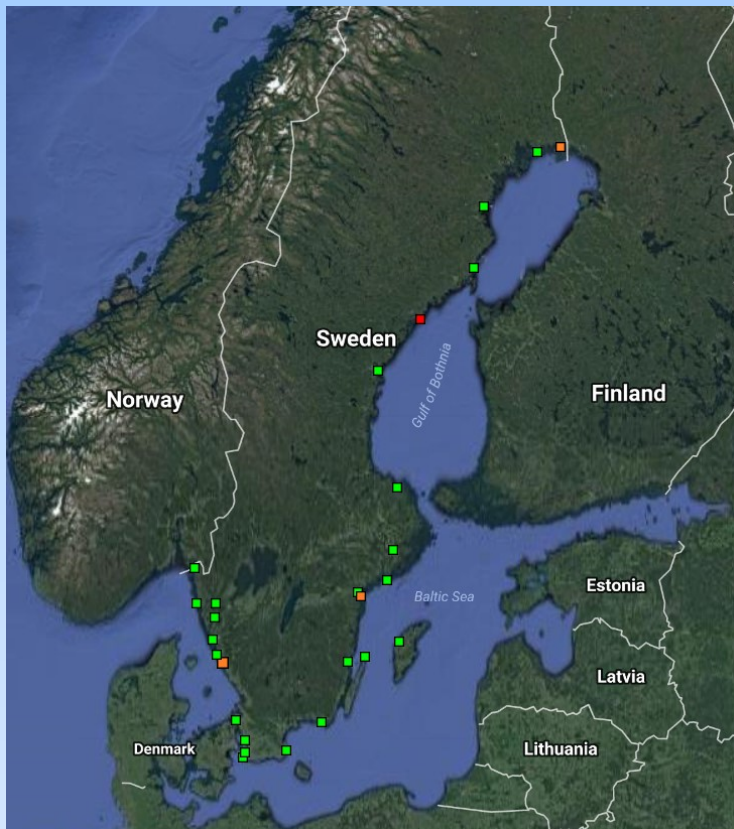 Sweden
Norway
Gulf of Bothnia
Finland
Estonia
Baltic Sea
Latvia
Denmark
Lithuania